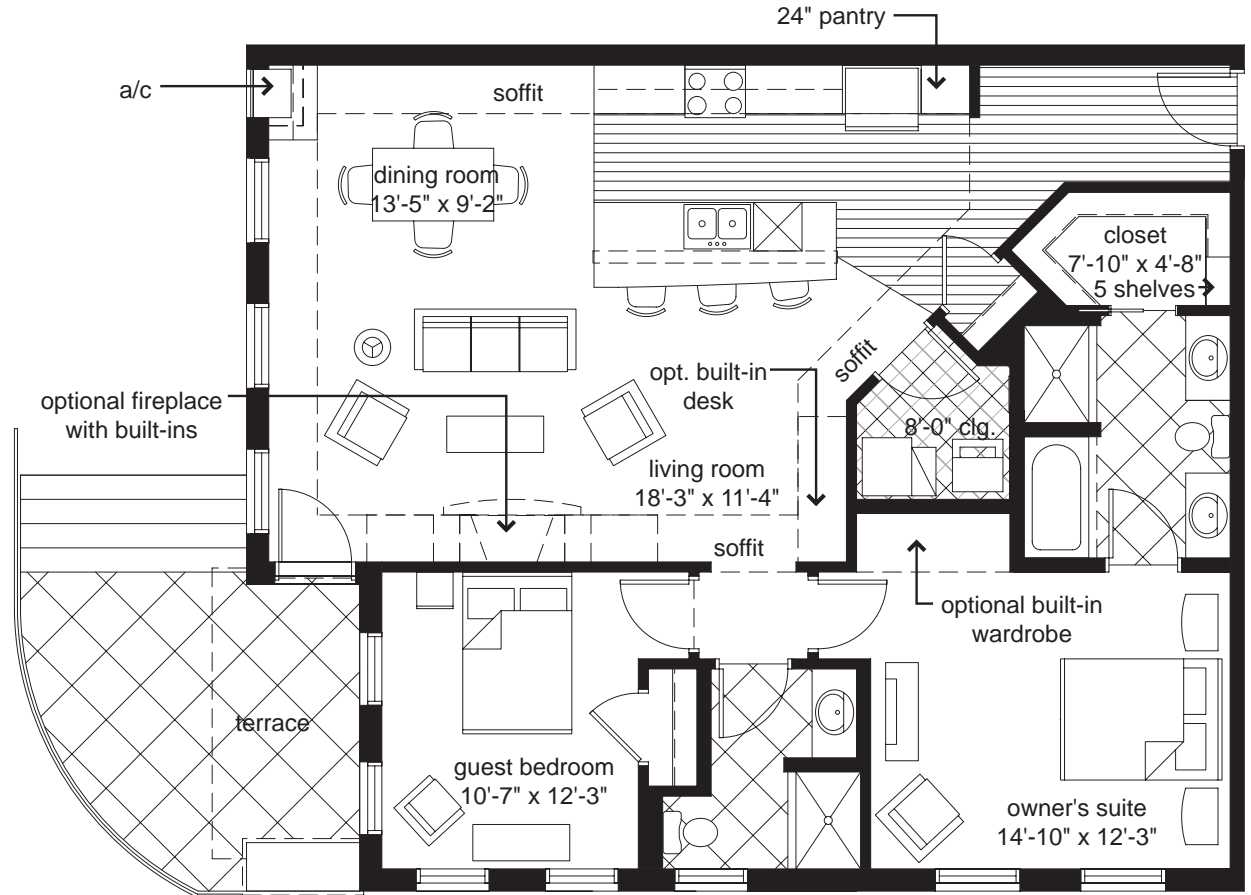 24" pantry
a/c
soffit
dining room
13'-5" x 9'-2"
closet
7'-10" x 4'-8"
5 shelves
soffit
opt. built-in
desk
optional fireplace
with built-ins
8'-0" clg.
living room
18'-3" x 11'-4"
soffit
optional built-in
wardrobe
terrace
guest bedroom
10'-7" x 12'-3"
owner's suite
14'-10" x 12'-3"